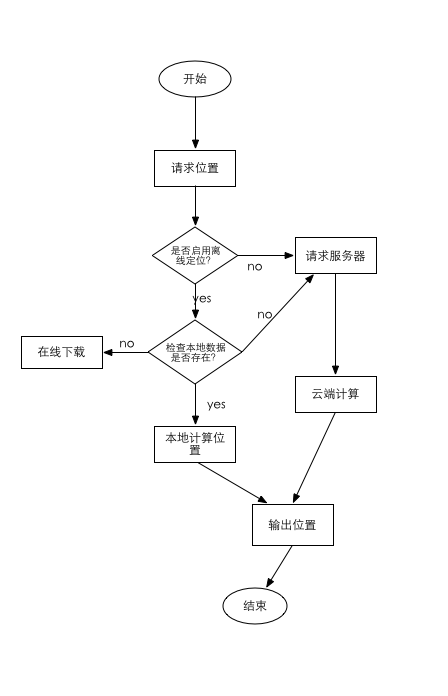 开始
请求位置
是否启用离
线定位?
no
请求服务器
yes
no
检查本地数据
是否存在?
no
在线下载
云端计算
yes
本地计算位
置
输出位置
结束